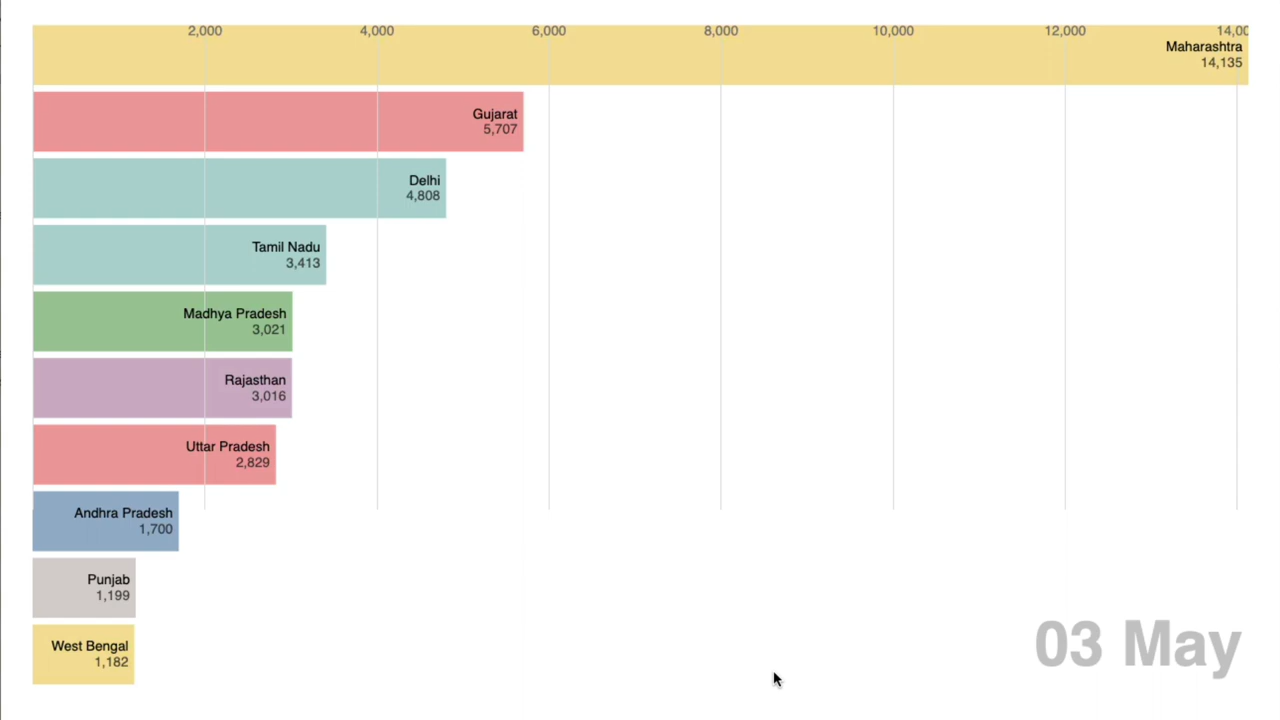 2,000 4,000 6,000 8,000 10,000 12,000 14,00
Maharashtra
14,135
Gujarat
5,707
Delhi
4,808
Tamil Nadu
3,413
Madhya Pradesh
3,021
Rajasthan
3,016
Uttar Pradesh
2,829
Andhra Pradesh
1,700
Punjab
1,199
West Bengal
1,182
03 May